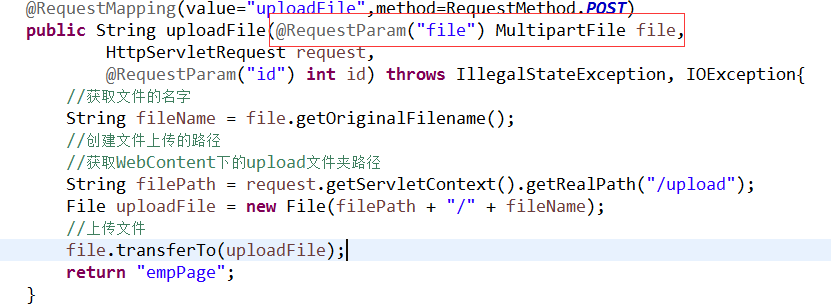 @RequestMapping(value="uploadFile",method=RequestMethod.POST)
public String uploadFile(@RequestParam("file") MultipartFile file,
HttpServletRequest request,
@RequestParam("id") int id) throws IllegalStateException, IOException{
//获取文件的名字
String fileName = file.getOriginalFilename();
//创建文件上传的路径
//获取WebContent下的upload文件夹路径
String filePath = request.getServletContext().getRealPath("/upload");
File uploadFile = new File(filePath + "/" + fileName);
//上传文件
file.transferTo(uploadFile);
return "empPage";
}